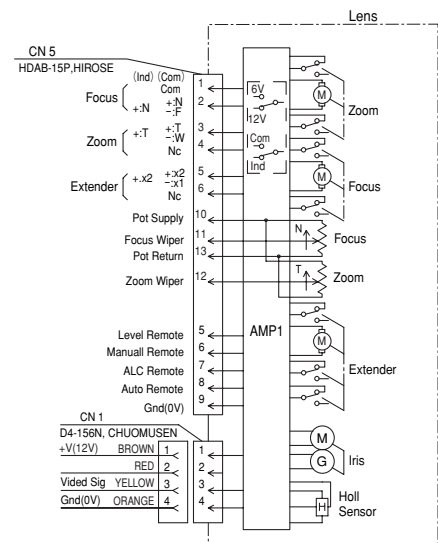 Lens
CN 5
HDAB-15P,HIROSE
(Ind) (Com)
Com 1
Focus +:N +:N -:F 2
Zoom +:T +:T -:W 3
Nc 4
Extender +.x2 +:x2 -:x1 5
Nc 6
Pot Supply 10
Focus Wiper 11
Pot Return 13
Zoom Wiper 12
Level Remote 5
Manuall Remote 6
ALC Remote 7
Auto Remote 8
Gnd(0V) 9
6V
12V
Com
Ind
AMP1
M
Zoom
M
Focus
N
Focus
T
Zoom
M
Extender
M
G
Iris
H
Holl
Sensor
CN 1
D4-156N, CHUOMUSEN
+V(12V) BROWN 1 1
RED 2 2
Vided Sig YELLOW 3 3
Gnd(0V) ORANGE 4 4